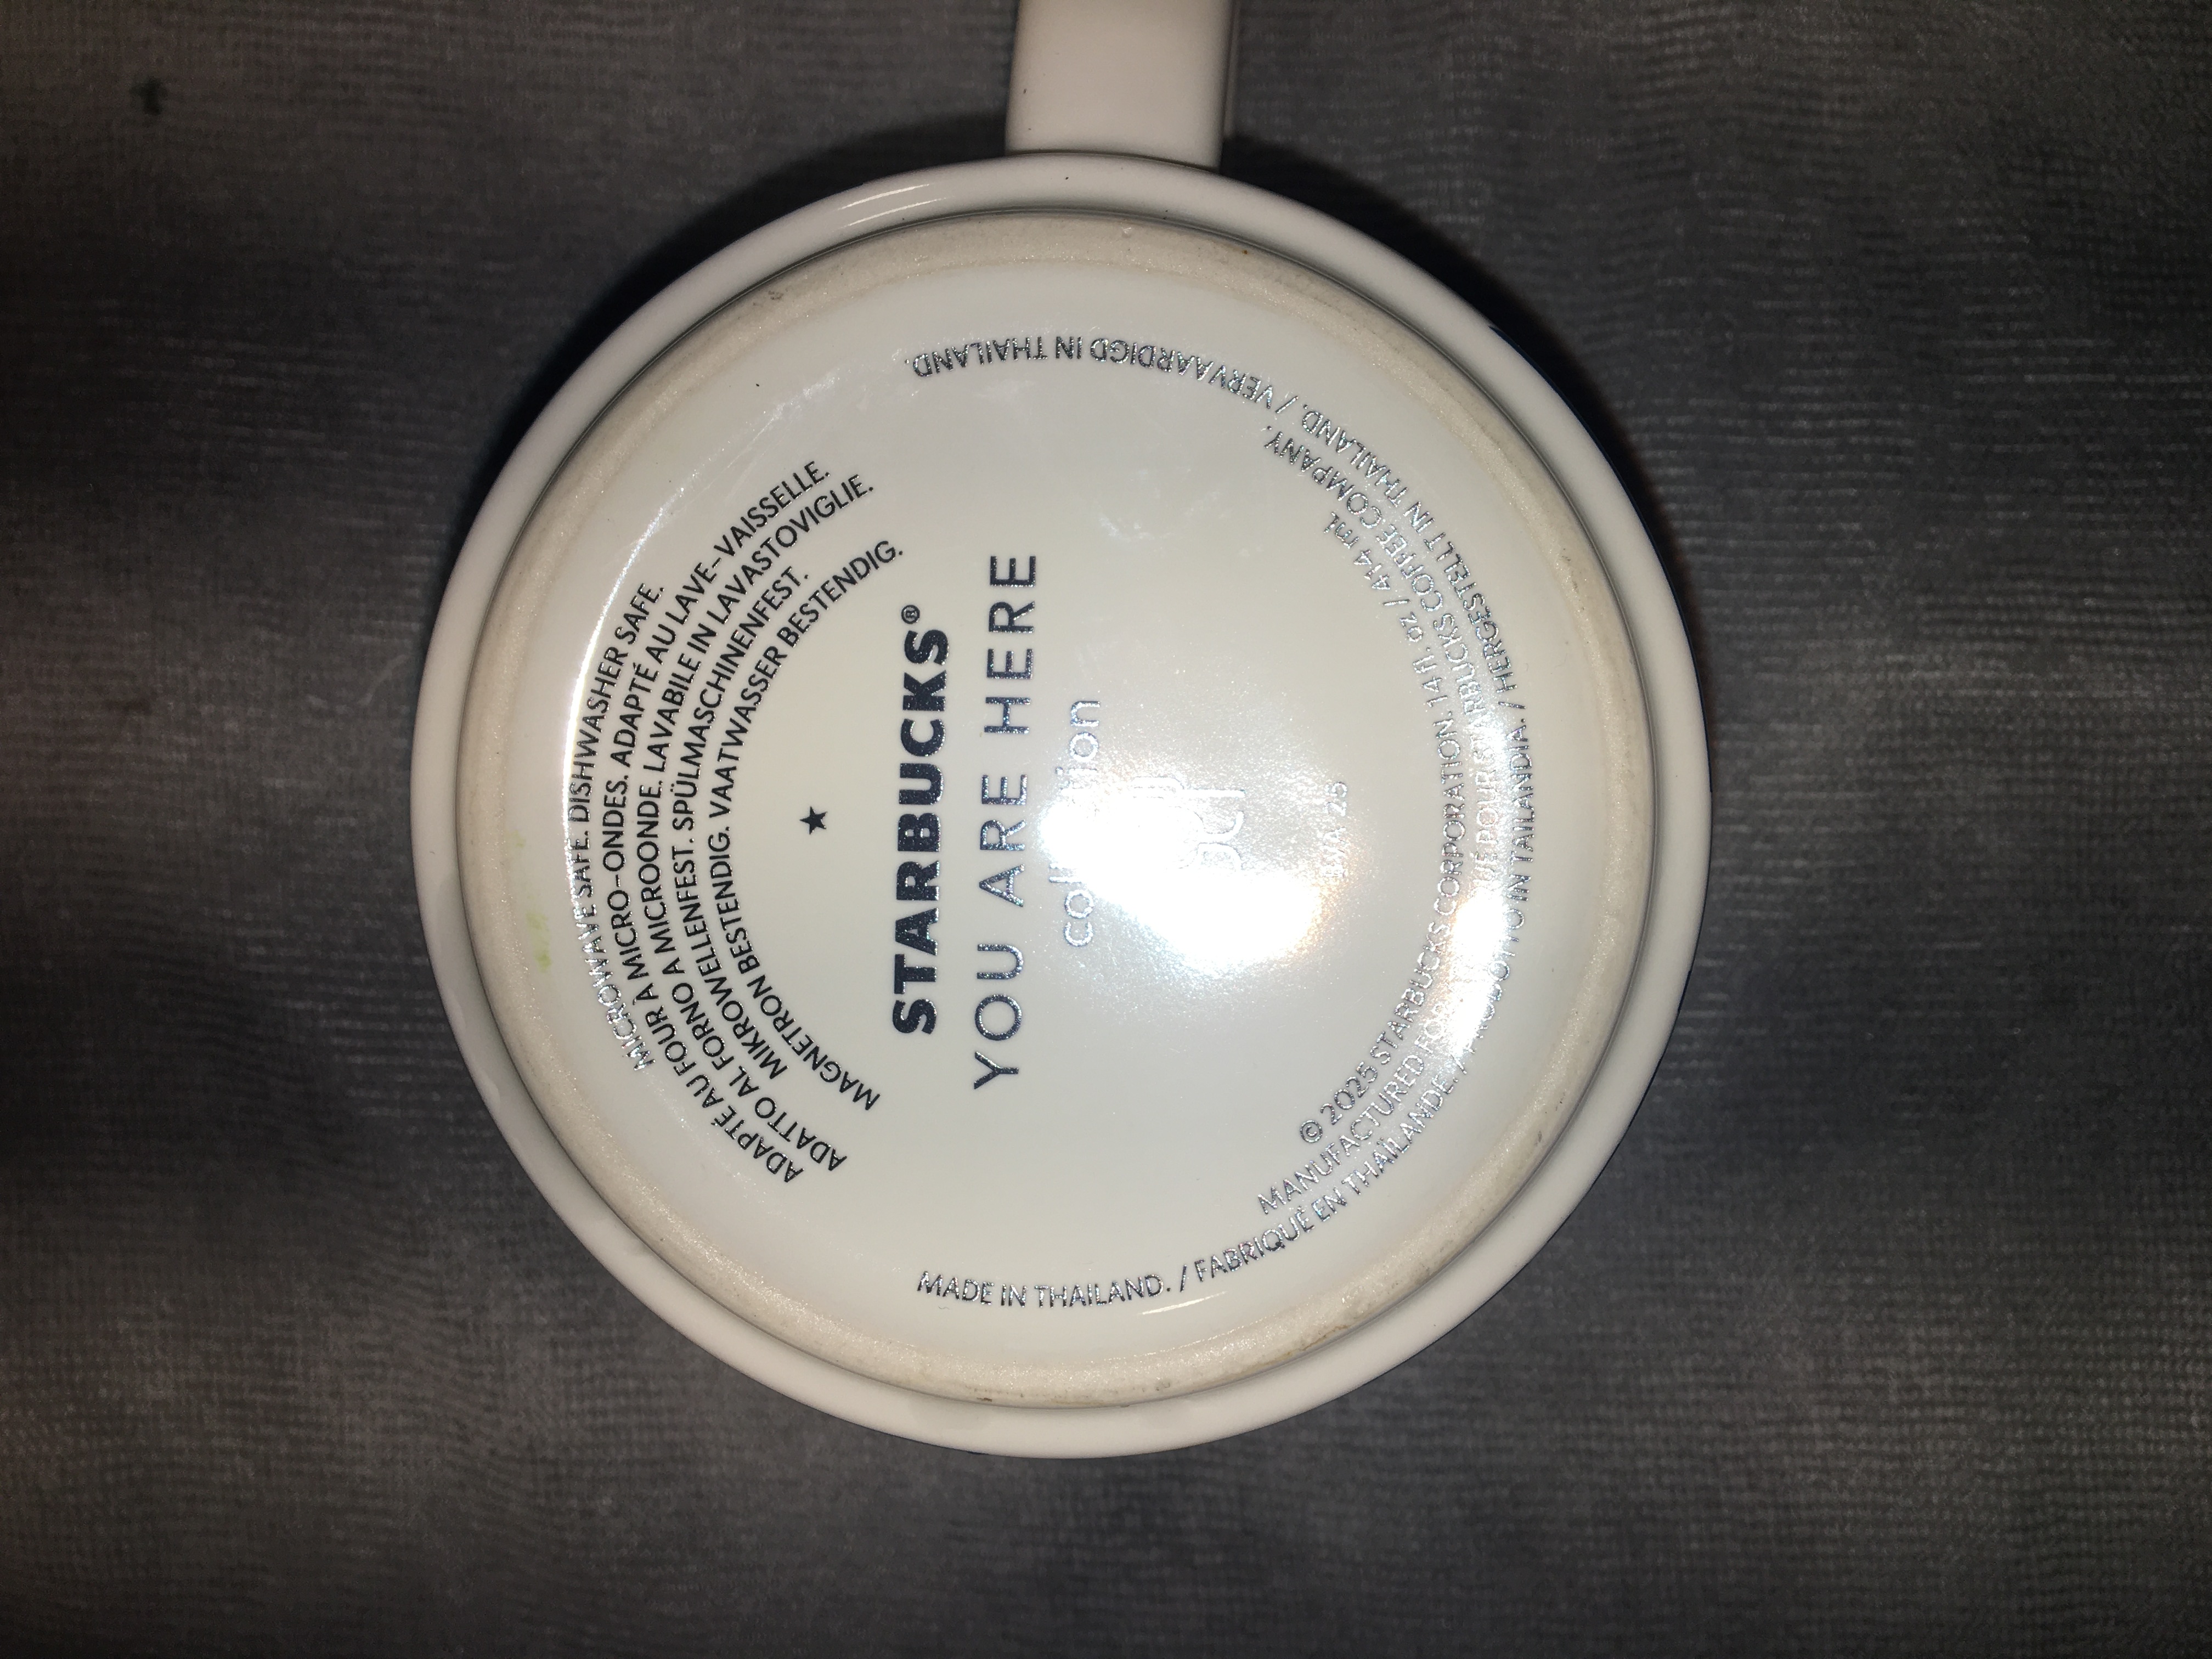 MICROWAVE SAFE. DISHWASHER SAFE.
ADAPTÉ AU FOUR À MICRO-ONDES. ADAPTÉ AU LAVE-VAISSELLE.
ADATTO AL FORNO A MICROONDE. LAVABILE IN LAVASTOVIGLIE.
MIKROWELLENFEST. SPÜLMASCHINENFEST.
MAGNETRON BESTENDIG. VAATWASSER BESTENDIG.
STARBUCKS®
YOU ARE HERE
collection
25
© 2025 STARBUCKS CORPORATION. 14 fl. oz / 414 mL
MANUFACTURED POUR STARBUCKS COFFEE COMPANY.
MADE IN THAILAND. / FABRIQUÉ EN THAÏLANDE. / PRODOTTO IN TAILANDIA. / HERGESTELLT IN THAILAND. / VERVAARDIGD IN THAILAND.